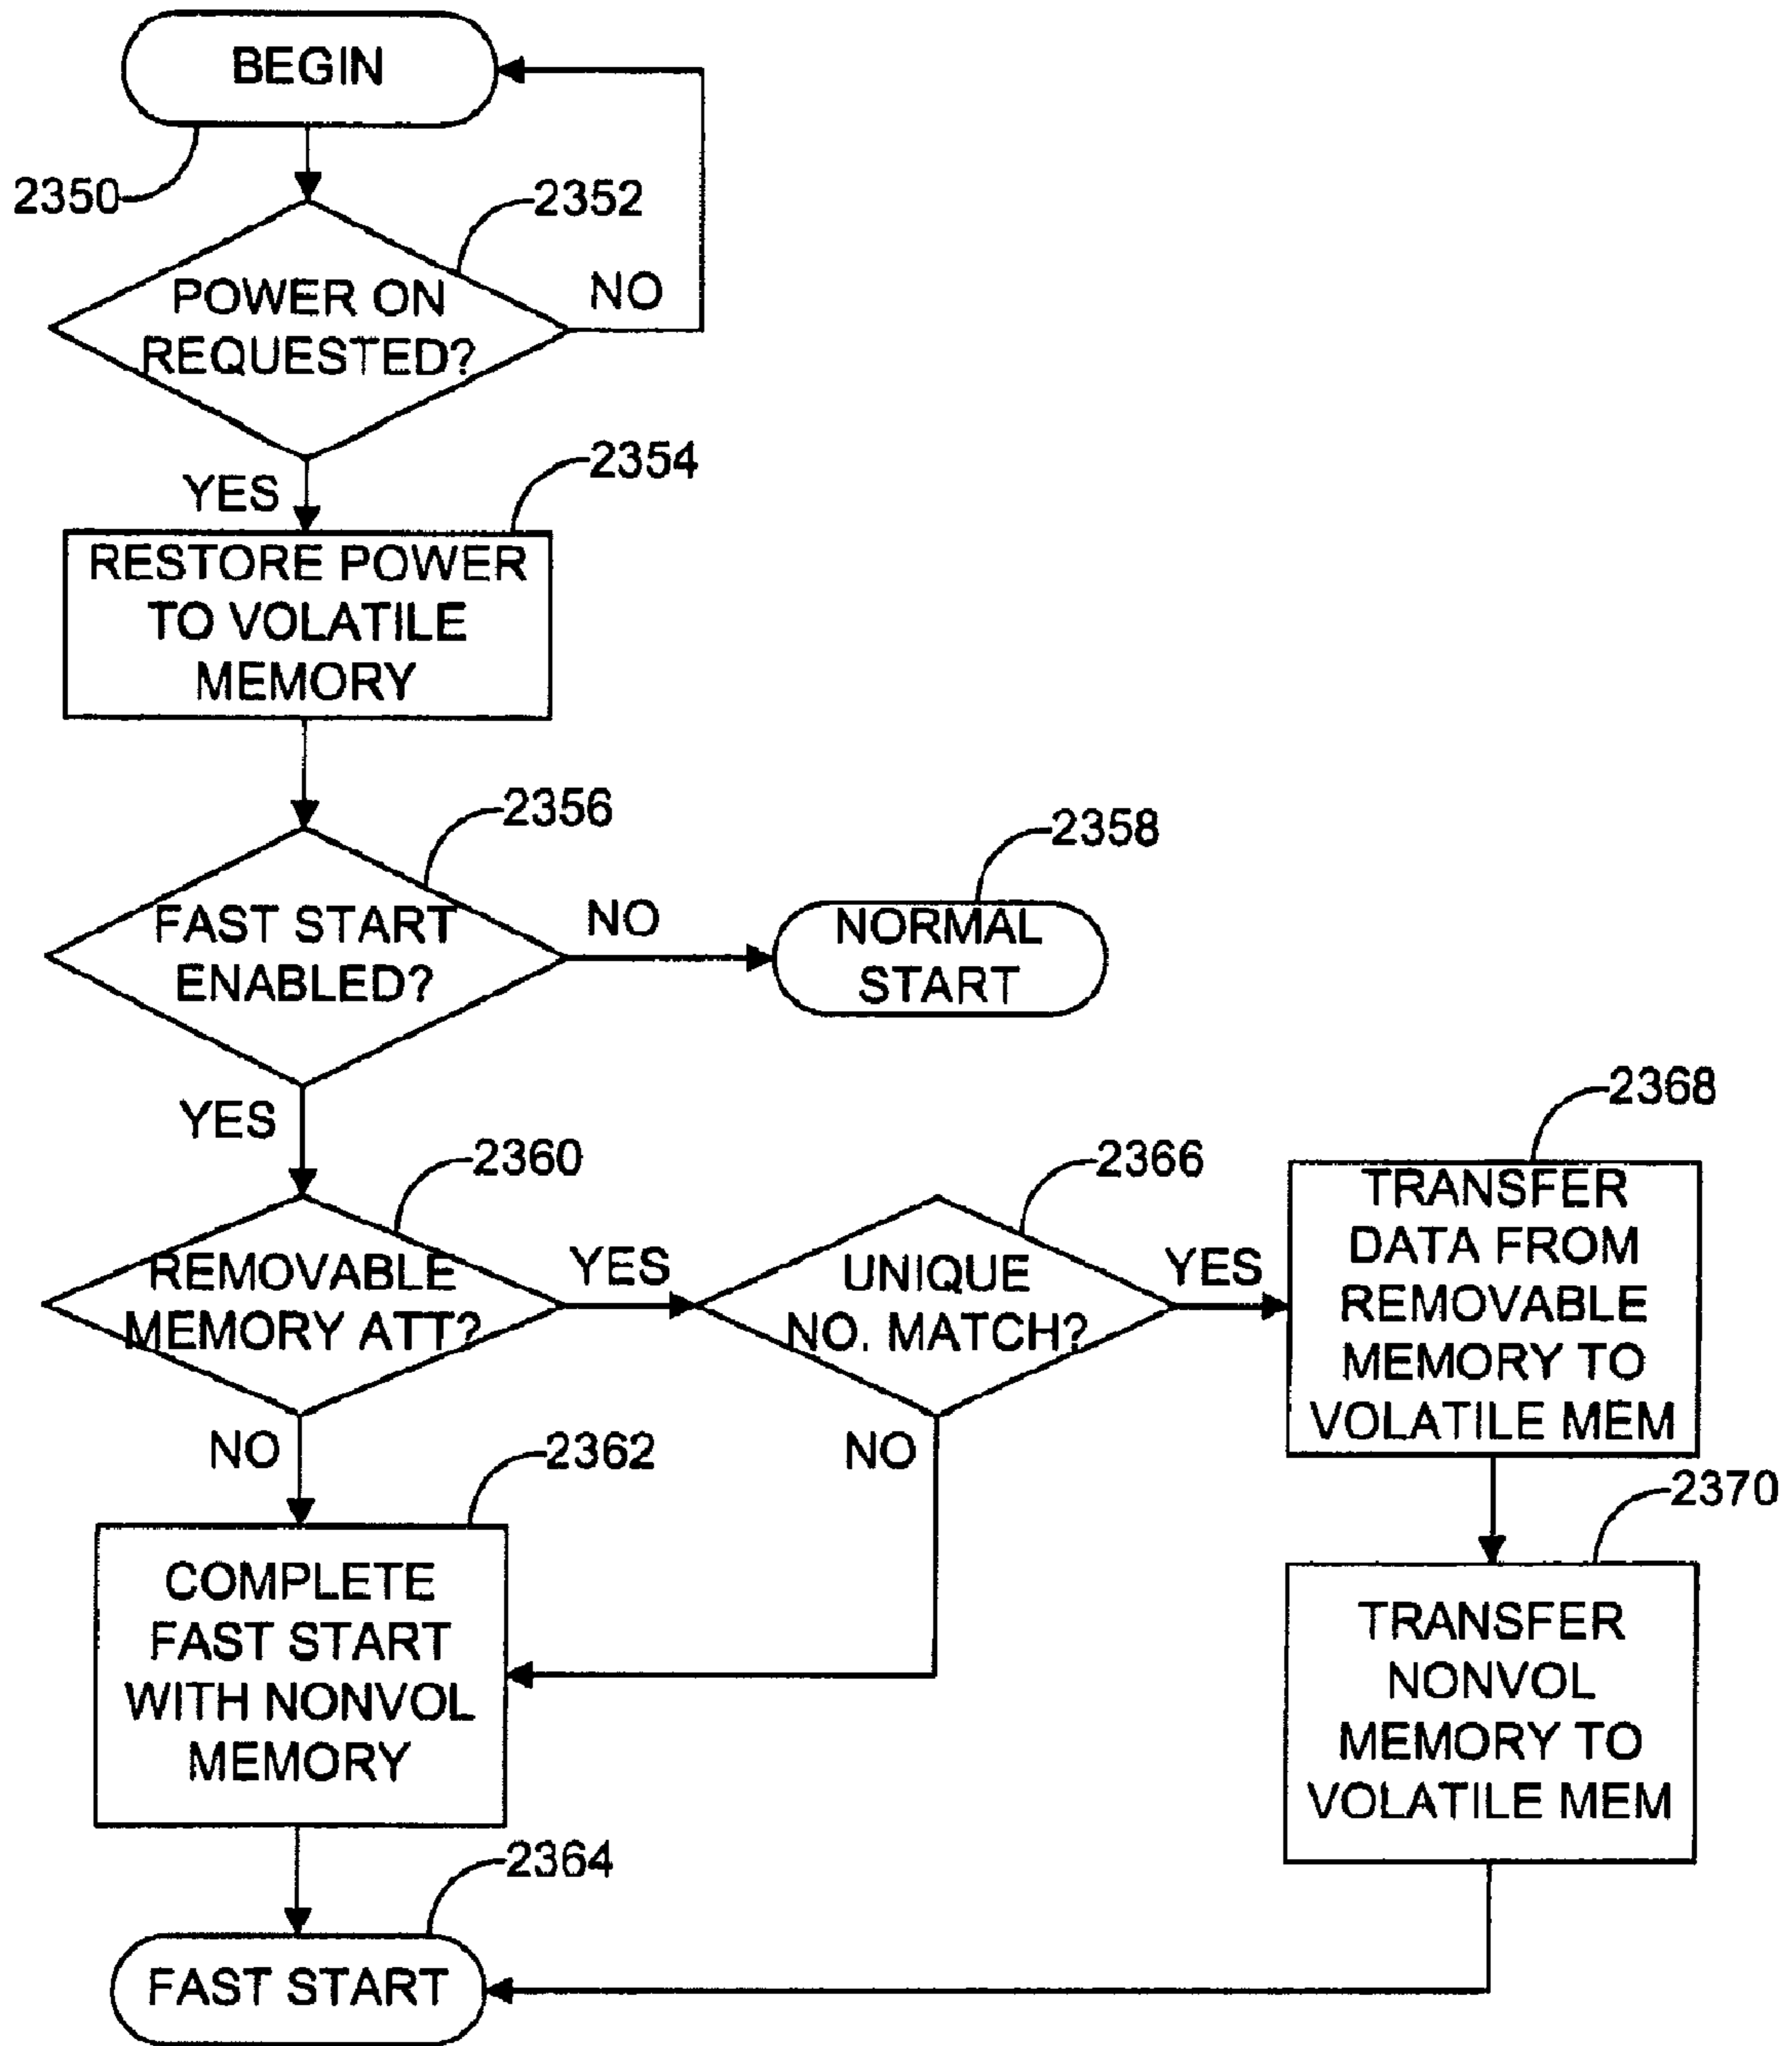 BEGIN
2350
2352
POWER ON
REQUESTED?
NO
YES
2354
RESTORE POWER
TO VOLATILE
MEMORY
2356
FAST START
ENABLED?
NO
2358
NORMAL
START
YES
2360
REMOVABLE
MEMORY ATT?
YES
2366
UNIQUE
NO. MATCH?
YES
2368
TRANSFER
DATA FROM
REMOVABLE
MEMORY TO
VOLATILE MEM
NO
2362
COMPLETE
FAST START
WITH NONVOL
MEMORY
NO
2370
TRANSFER
NONVOL
MEMORY TO
VOLATILE MEM
2364
FAST START